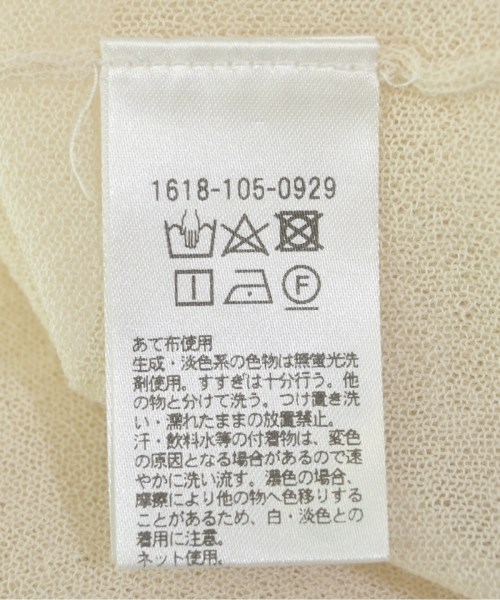 1618-105-0929
F
あて布使用
生成・淡色系の色物は無蛍光洗
剤使用。すすぎは十分行う。他
の物と分けて洗う。つけ置き洗
い・濡れたままの放置禁止。
汗・飲料水等の付着物は、変色
の原因となる場合があるので速
やかに洗い流す。濃色の場合、
摩擦により他の物へ色移りする
ことがあるため、白・淡色との
着用に注意。
ネット使用。